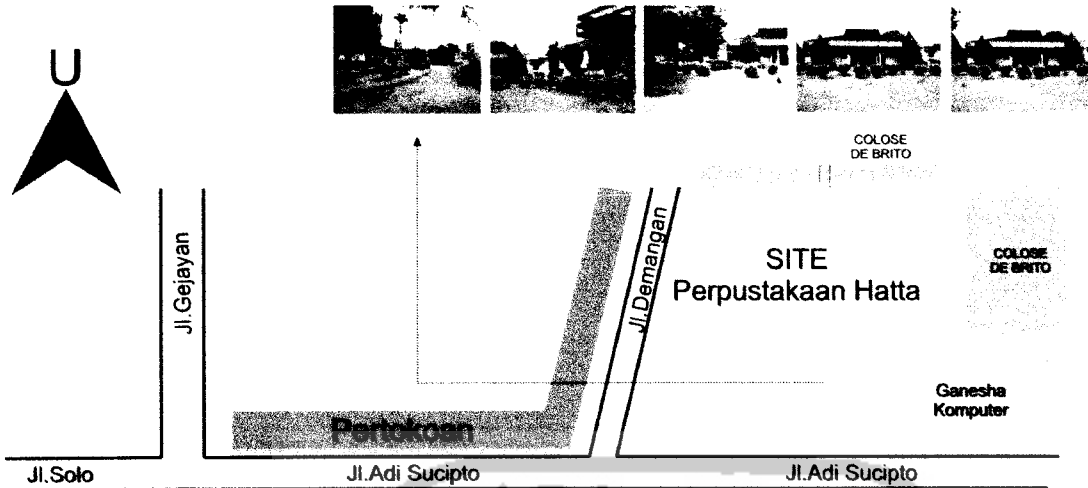 U
COLOSE
DE BRITO
Jl.Gejayan
Jl.Demangan
SITE
Perpustakaan Hatta
COLOSE
DE BRITO
Ganesha
Komputer
Pertokoan
Jl.Solo
Jl.Adi Sucipto
Jl.Adi Sucipto